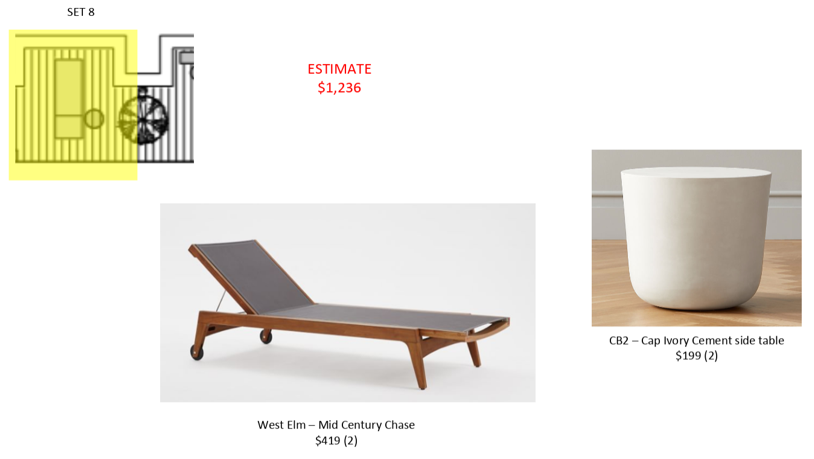 SET 8
ESTIMATE
$1,236
CB2 – Cap Ivory Cement side table
$199 (2)
West Elm – Mid Century Chase
$419 (2)